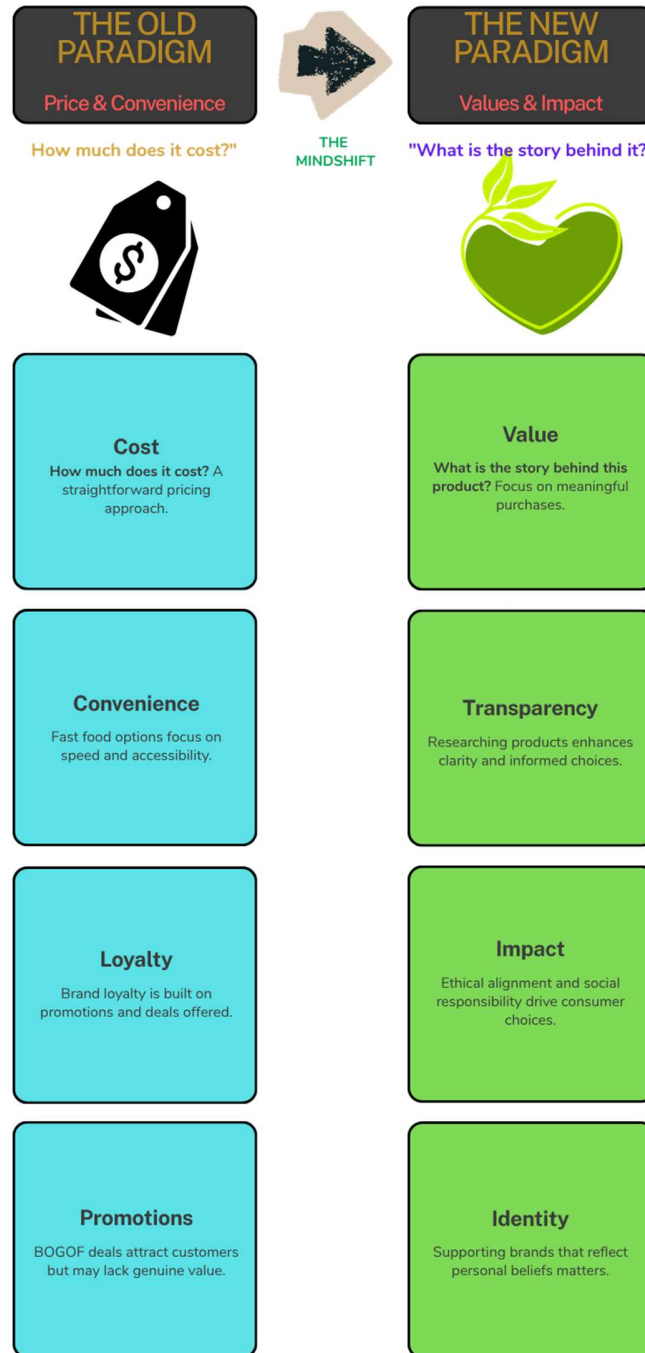 THE OLD
PARADIGM
Price & Convenience
How much does it cost?"
THE
MINDSHIFT
THE NEW
PARADIGM
Values & Impact
"What is the story behind it?
$
Cost
How much does it cost? A
straightforward pricing
approach.
Value
What is the story behind this
product? Focus on meaningful
purchases.
Convenience
Fast food options focus on
speed and accessibility.
Transparency
Researching products enhances
clarity and informed choices.
Loyalty
Brand loyalty is built on
promotions and deals offered.
Impact
Ethical alignment and social
responsibility drive consumer
choices.
Promotions
BOGOF deals attract customers
but may lack genuine value.
Identity
Supporting brands that reflect
personal beliefs matters.